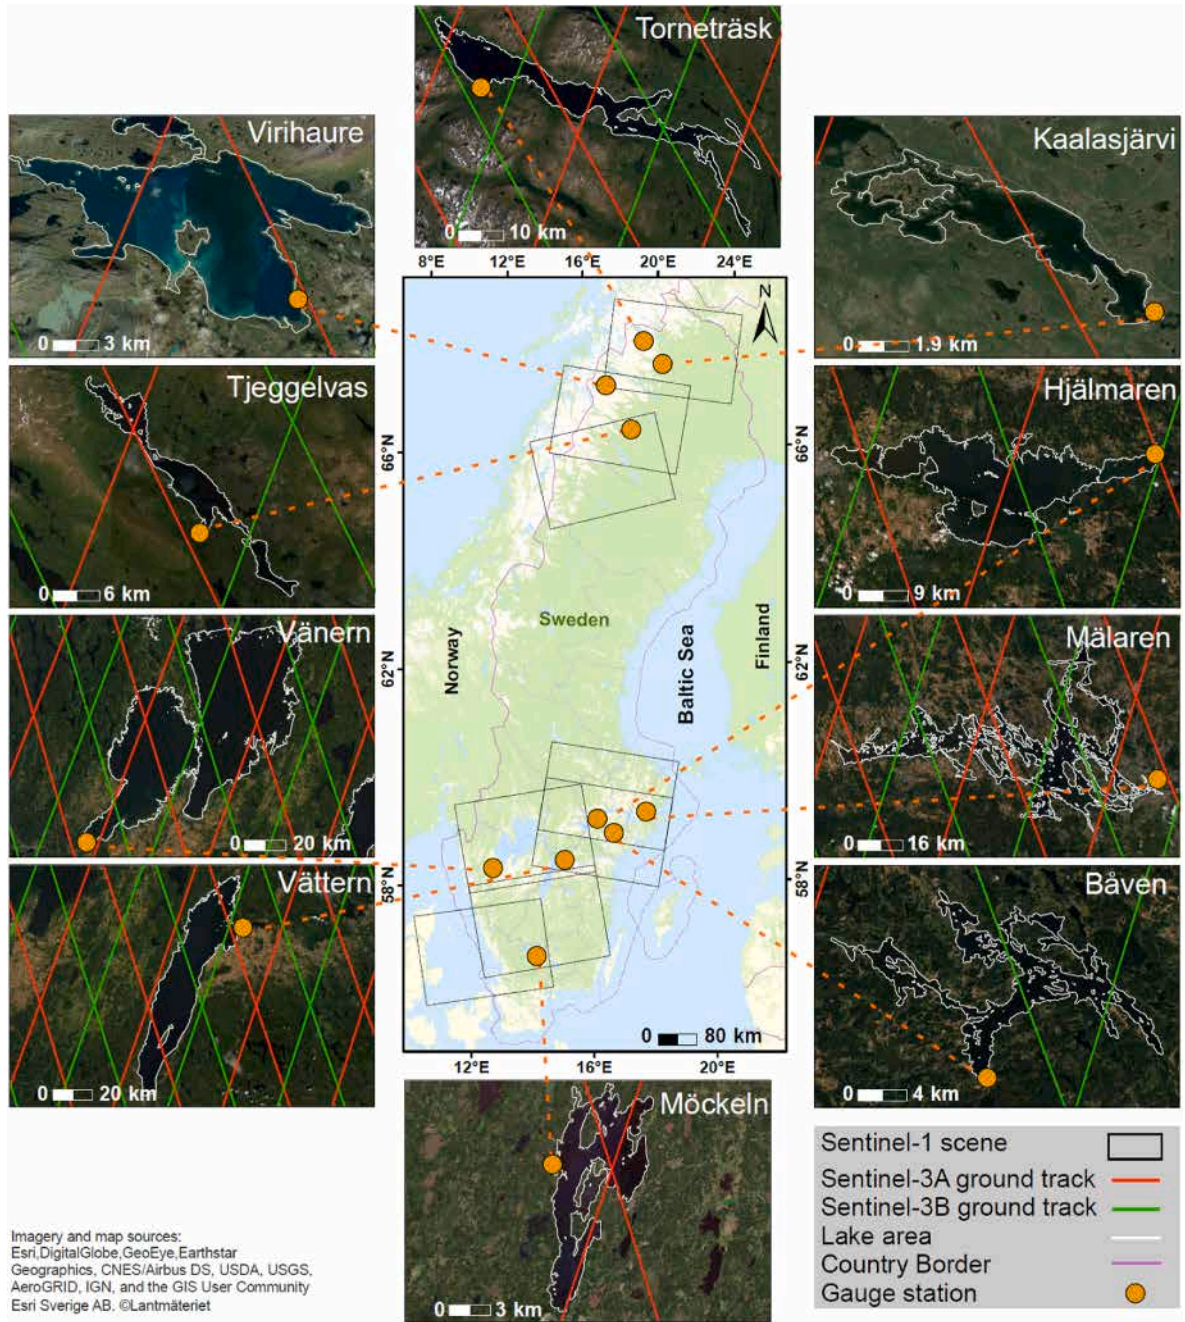 Torneträsk
0 10 km
Virihaure
0 3 km
Kaalasjärvi
0 1.9 km
8°E 12°E 16°E 20°E 24°E
N
Tjeggelvas
0 6 km
Hjälmaren
0 9 km
66°N
66°N
Vänern
0 20 km
Mälaren
0 16 km
62°N
62°N
Norway
Sweden
Baltic Sea
Finland
Vättern
0 20 km
Båven
0 4 km
58°N
58°N
0 80 km
12°E 16°E 20°E
Möckeln
0 3 km
Sentinel-1 scene
Sentinel-3A ground track
Sentinel-3B ground track
Lake area
Country Border
Gauge station
Imagery and map sources:
Esri,DigitalGlobe,GeoEye,Earthstar
Geographics, CNES/Airbus DS, USDA, USGS,
AeroGRID, IGN, and the GIS User Community
Esri Sverige AB. ©Lantmäteriet